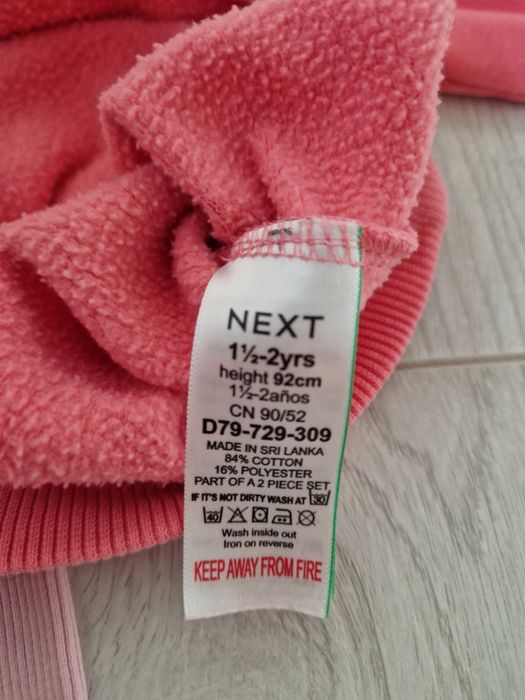 NEXT
1½-2yrs
height 92cm
1½-2años
CN 90/52
D79-729-309
MADE IN SRI LANKA
84% COTTON
16% POLYESTER
PART OF A 2 PIECE SET
IF IT'S NOT DIRTY WASH AT 30
40
Wash inside out
Iron on reverse
KEEP AWAY FROM FIRE